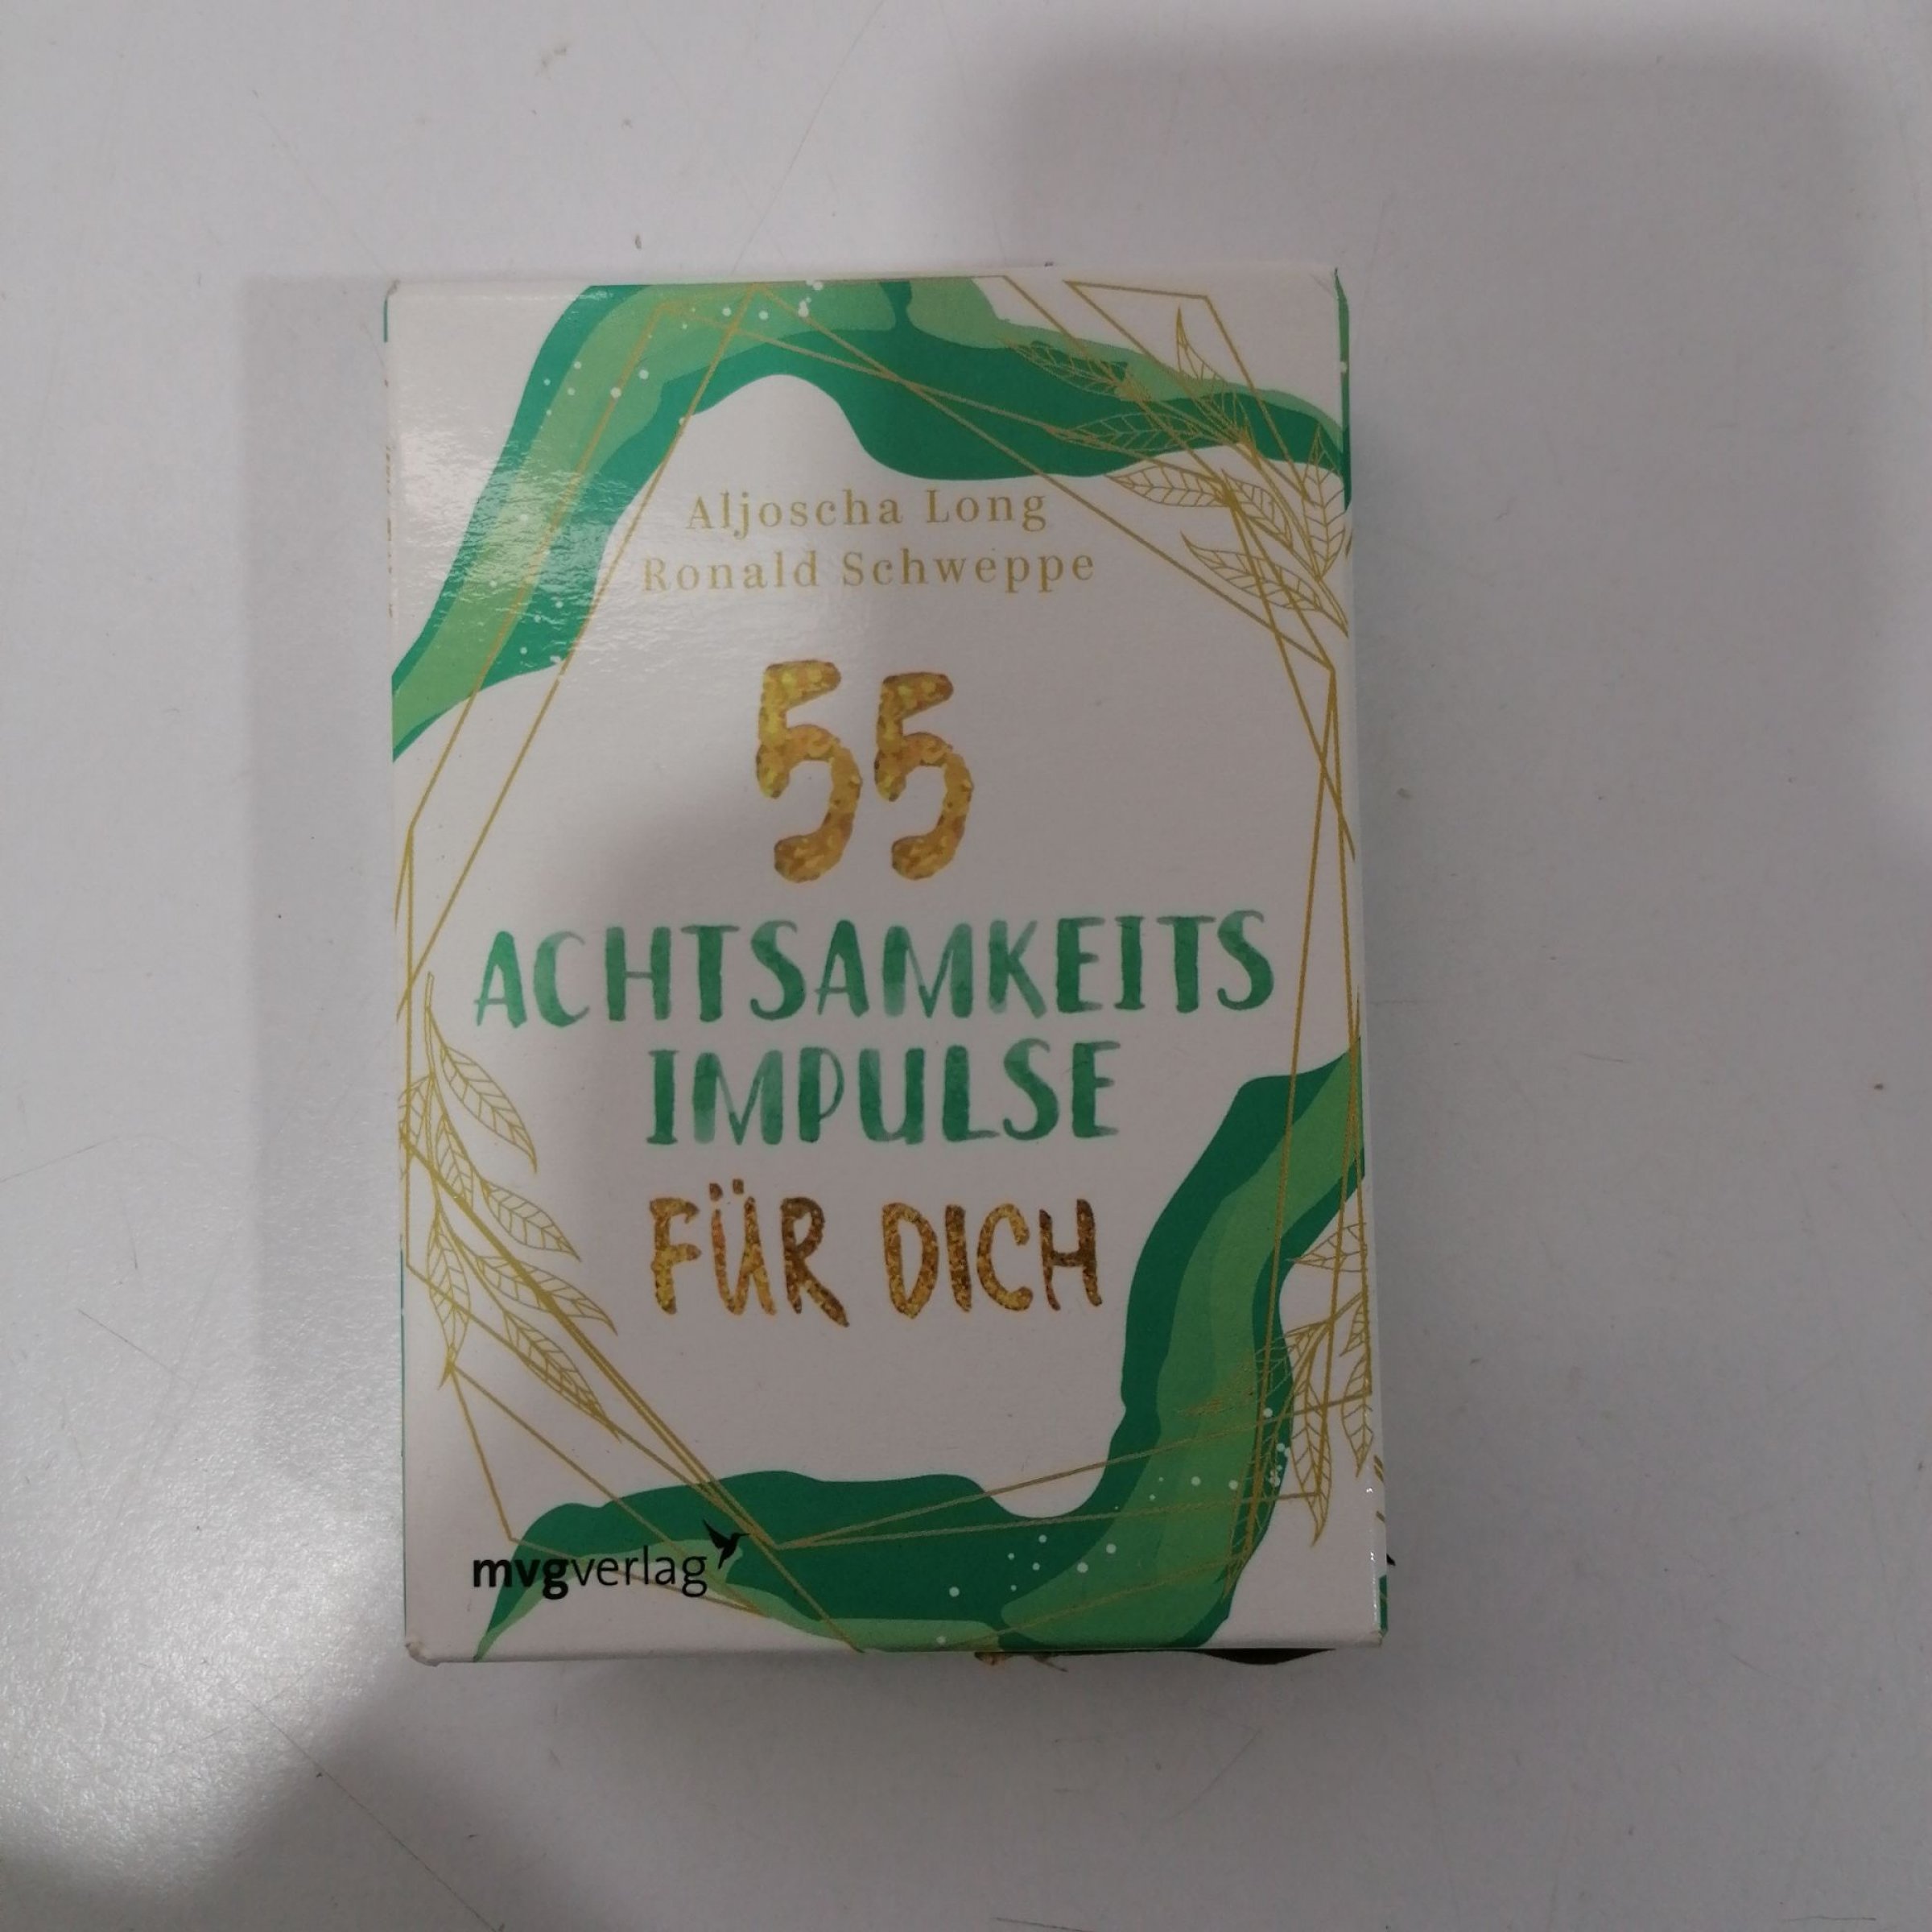 Aljoscha Long
Ronald Schweppe
55
ACHTSAMKEITS
IMPULSE
FÜR DICH
mvgverlag